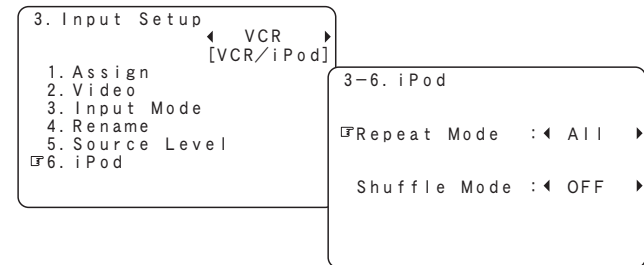 3. Input Setup
◀ VCR ▶
[VCR/iPod]
1. Assign
2. Video
3. Input Mode
4. Rename
5. Source Level
☞6. iPod
3-6. iPod
☞Repeat Mode :◀ All ▶
Shuffle Mode :◀ OFF ▶